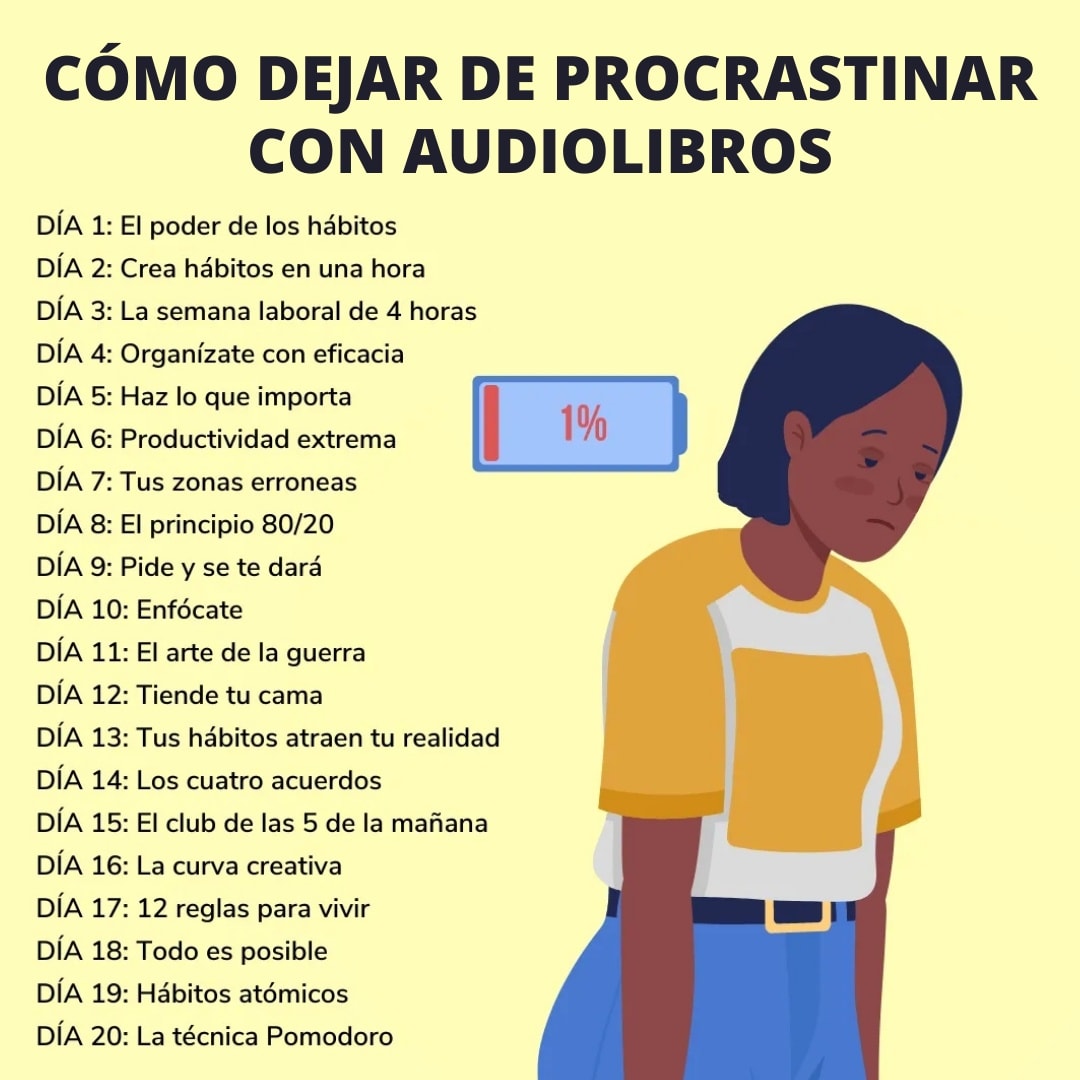 CÓMO DEJAR DE PROCRASTINAR
CON AUDIOLIBROS
DÍA 1: El poder de los hábitos
DÍA 2: Crea hábitos en una hora
DÍA 3: La semana laboral de 4 horas
DÍA 4: Organízate con eficacia
DÍA 5: Haz lo que importa
DÍA 6: Productividad extrema
DÍA 7: Tus zonas erroneas
DÍA 8: El principio 80/20
DÍA 9: Pide y se te dará
DÍA 10: Enfócate
DÍA 11: El arte de la guerra
DÍA 12: Tiende tu cama
DÍA 13: Tus hábitos atraen tu realidad
DÍA 14: Los cuatro acuerdos
DÍA 15: El club de las 5 de la mañana
DÍA 16: La curva creativa
DÍA 17: 12 reglas para vivir
DÍA 18: Todo es posible
DÍA 19: Hábitos atómicos
DÍA 20: La técnica Pomodoro
1%